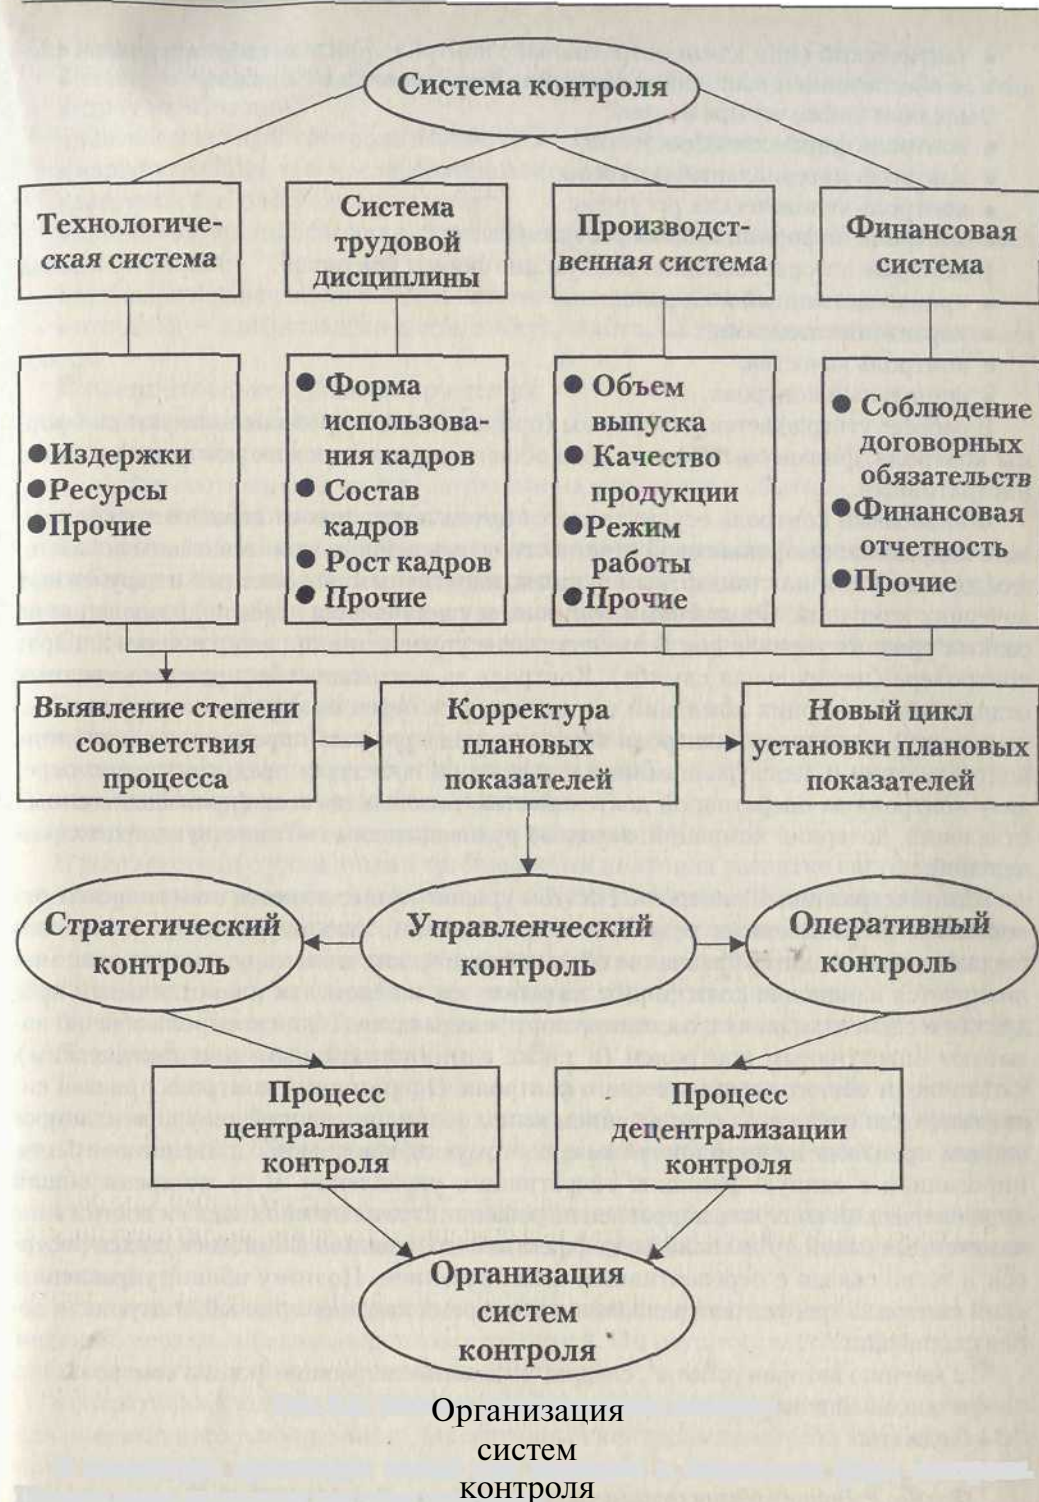 Система контроля
Технологиче-
ская система
Система
трудовой
дисциплины
Производст-
венная система
Финансовая
система
● Издержки
● Ресурсы
● Прочие
● Форма
использова-
ния кадров
● Состав
кадров
● Рост кадров
● Прочие
● Объем
выпуска
● Качество
продукции
● Режим
работы
● Прочие
● Соблюдение
договорных
обязательств
● Финансовая
отчетность
● Прочие
Выявление степени
соответствия
процесса
Корректура
плановых
показателей
Новый цикл
установки плановых
показателей
Стратегический
контроль
Управленческий
контроль
Оперативный
контроль
Процесс
централизации
контроля
Процесс
децентрализации
контроля
Организация
систем
контроля
Организация
систем
контроля